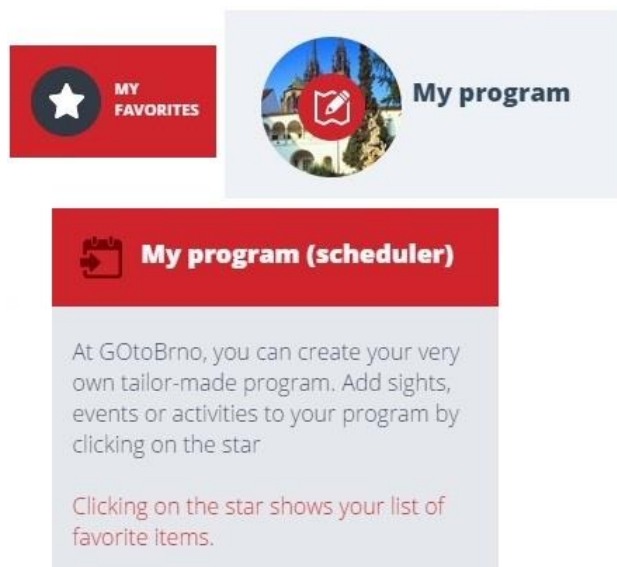 MY
FAVORITES
My program
My program (scheduler)
At GOtoBrno, you can create your very
own tailor-made program. Add sights,
events or activities to your program by
clicking on the star
Clicking on the star shows your list of
favorite items.